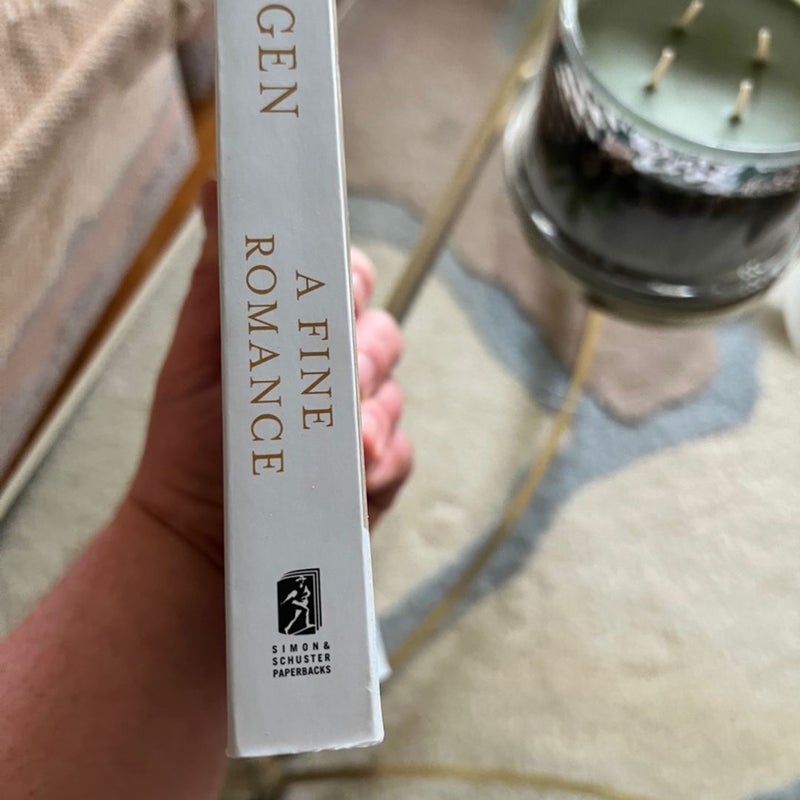 GEN
A FINE
ROMANCE
SIMON &
SCHUSTER
PAPERBACKS